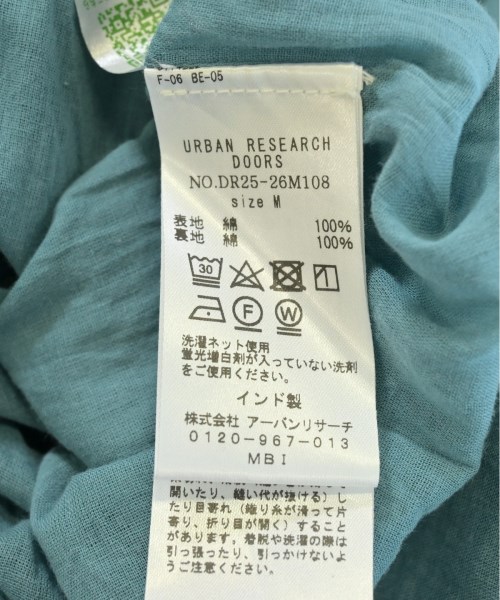 F-06 BE-05
URBAN RESEARCH
DOORS
NO.DR25-26M108
size M
表地 綿 100%
裏地 綿 100%
30
F W
洗濯ネット使用
蛍光増白剤が入っていない洗剤
をご使用ください。
インド製
株式会社 アーバンリサーチ
0120-967-013
MBI
開いたり、縫い代が抜ける)し
たり目寄れ(織り糸が滑って片
寄り、折り目が開く)すること
があります。着脱や洗濯の際は
引っ張ったり、引っかけないよ
うご注意ください。